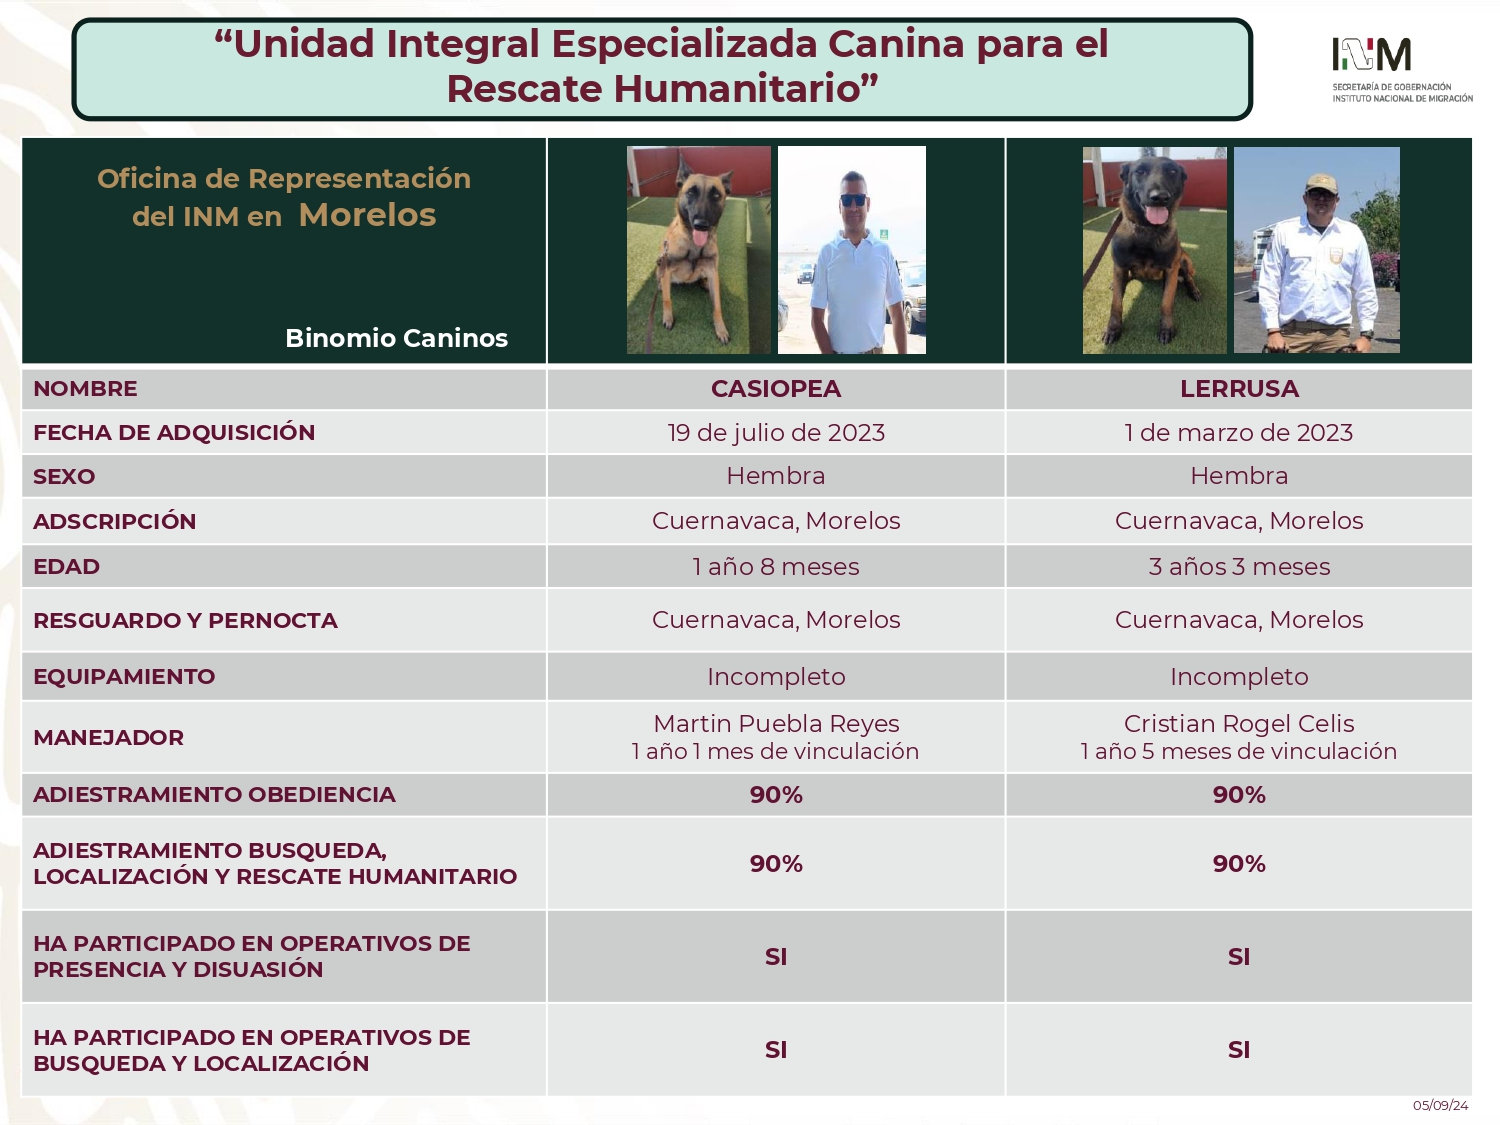 “Unidad Integral Especializada Canina para el
Rescate Humanitario”
INM
SECRETARÍA DE GOBERNACIÓN
INSTITUTO NACIONAL DE MIGRACIÓN
Oficina de Representación
del INM en Morelos
Binomio Caninos
NOMBRE
CASIOPEA
LERRUSA
FECHA DE ADQUISICIÓN
19 de julio de 2023
1 de marzo de 2023
SEXO
Hembra
Hembra
ADSCRIPCIÓN
Cuernavaca, Morelos
Cuernavaca, Morelos
EDAD
1 año 8 meses
3 años 3 meses
RESGUARDO Y PERNOCTA
Cuernavaca, Morelos
Cuernavaca, Morelos
EQUIPAMIENTO
Incompleto
Incompleto
MANEJADOR
Martin Puebla Reyes
1 año 1 mes de vinculación
Cristian Rogel Celis
1 año 5 meses de vinculación
ADIESTRAMIENTO OBEDIENCIA
90%
90%
ADIESTRAMIENTO BUSQUEDA,
LOCALIZACIÓN Y RESCATE HUMANITARIO
90%
90%
HA PARTICIPADO EN OPERATIVOS DE
PRESENCIA Y DISUASIÓN
SI
SI
HA PARTICIPADO EN OPERATIVOS DE
BUSQUEDA Y LOCALIZACIÓN
SI
SI
05/09/24